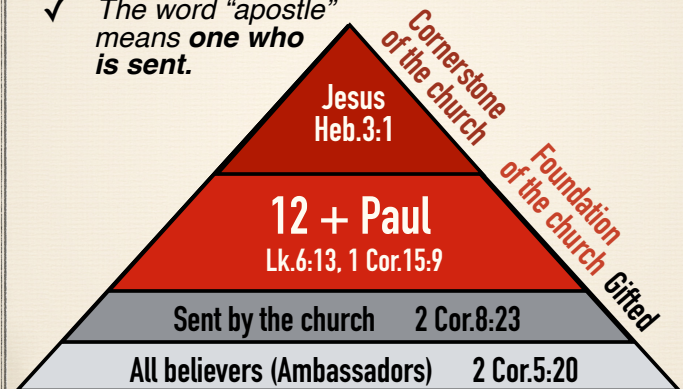 ✓ The word “apostle”
means one who
is sent.
Jesus
Heb.3:1
Cornerstone
of the church
12 + Paul
Lk.6:13, 1 Cor.15:9
Foundation
of the church
Gifted
Sent by the church 2 Cor.8:23
All believers (Ambassadors) 2 Cor.5:20